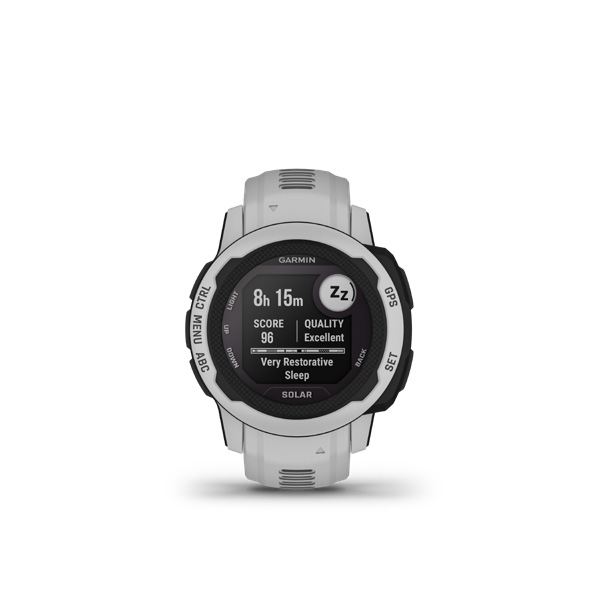 GARMIN
8h 15m
Zz
SCORE
96
QUALITY
Excellent
Very Restorative
Sleep
SOLAR
LIGHT
UP
DOWN
BACK
CTRL
MENU
ABC
GPS
SET